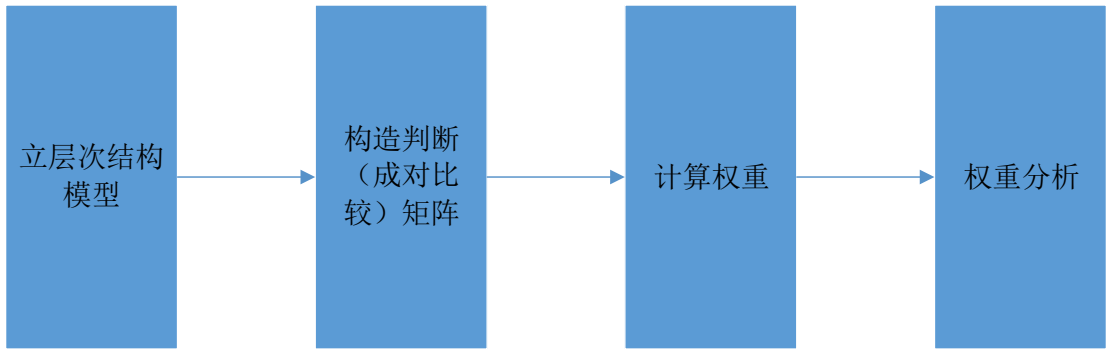 立层次结构
模型
构造判断
（成对比
较）矩阵
计算权重
权重分析